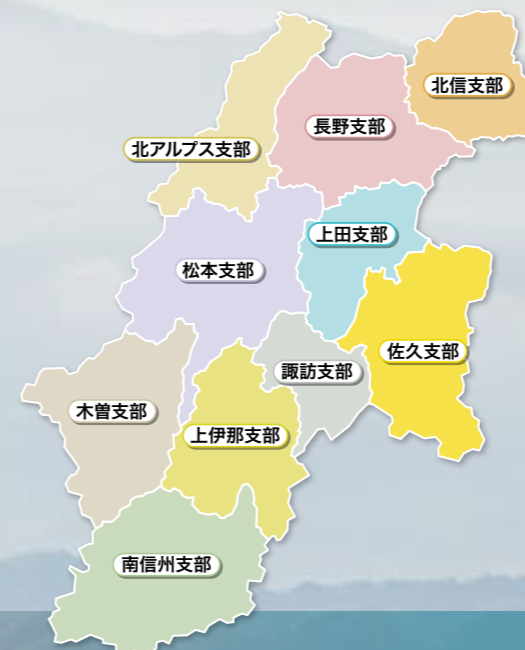 北信支部
長野支部
北アルプス支部
上田支部
松本支部
佐久支部
諏訪支部
木曽支部
上伊那支部
南信州支部